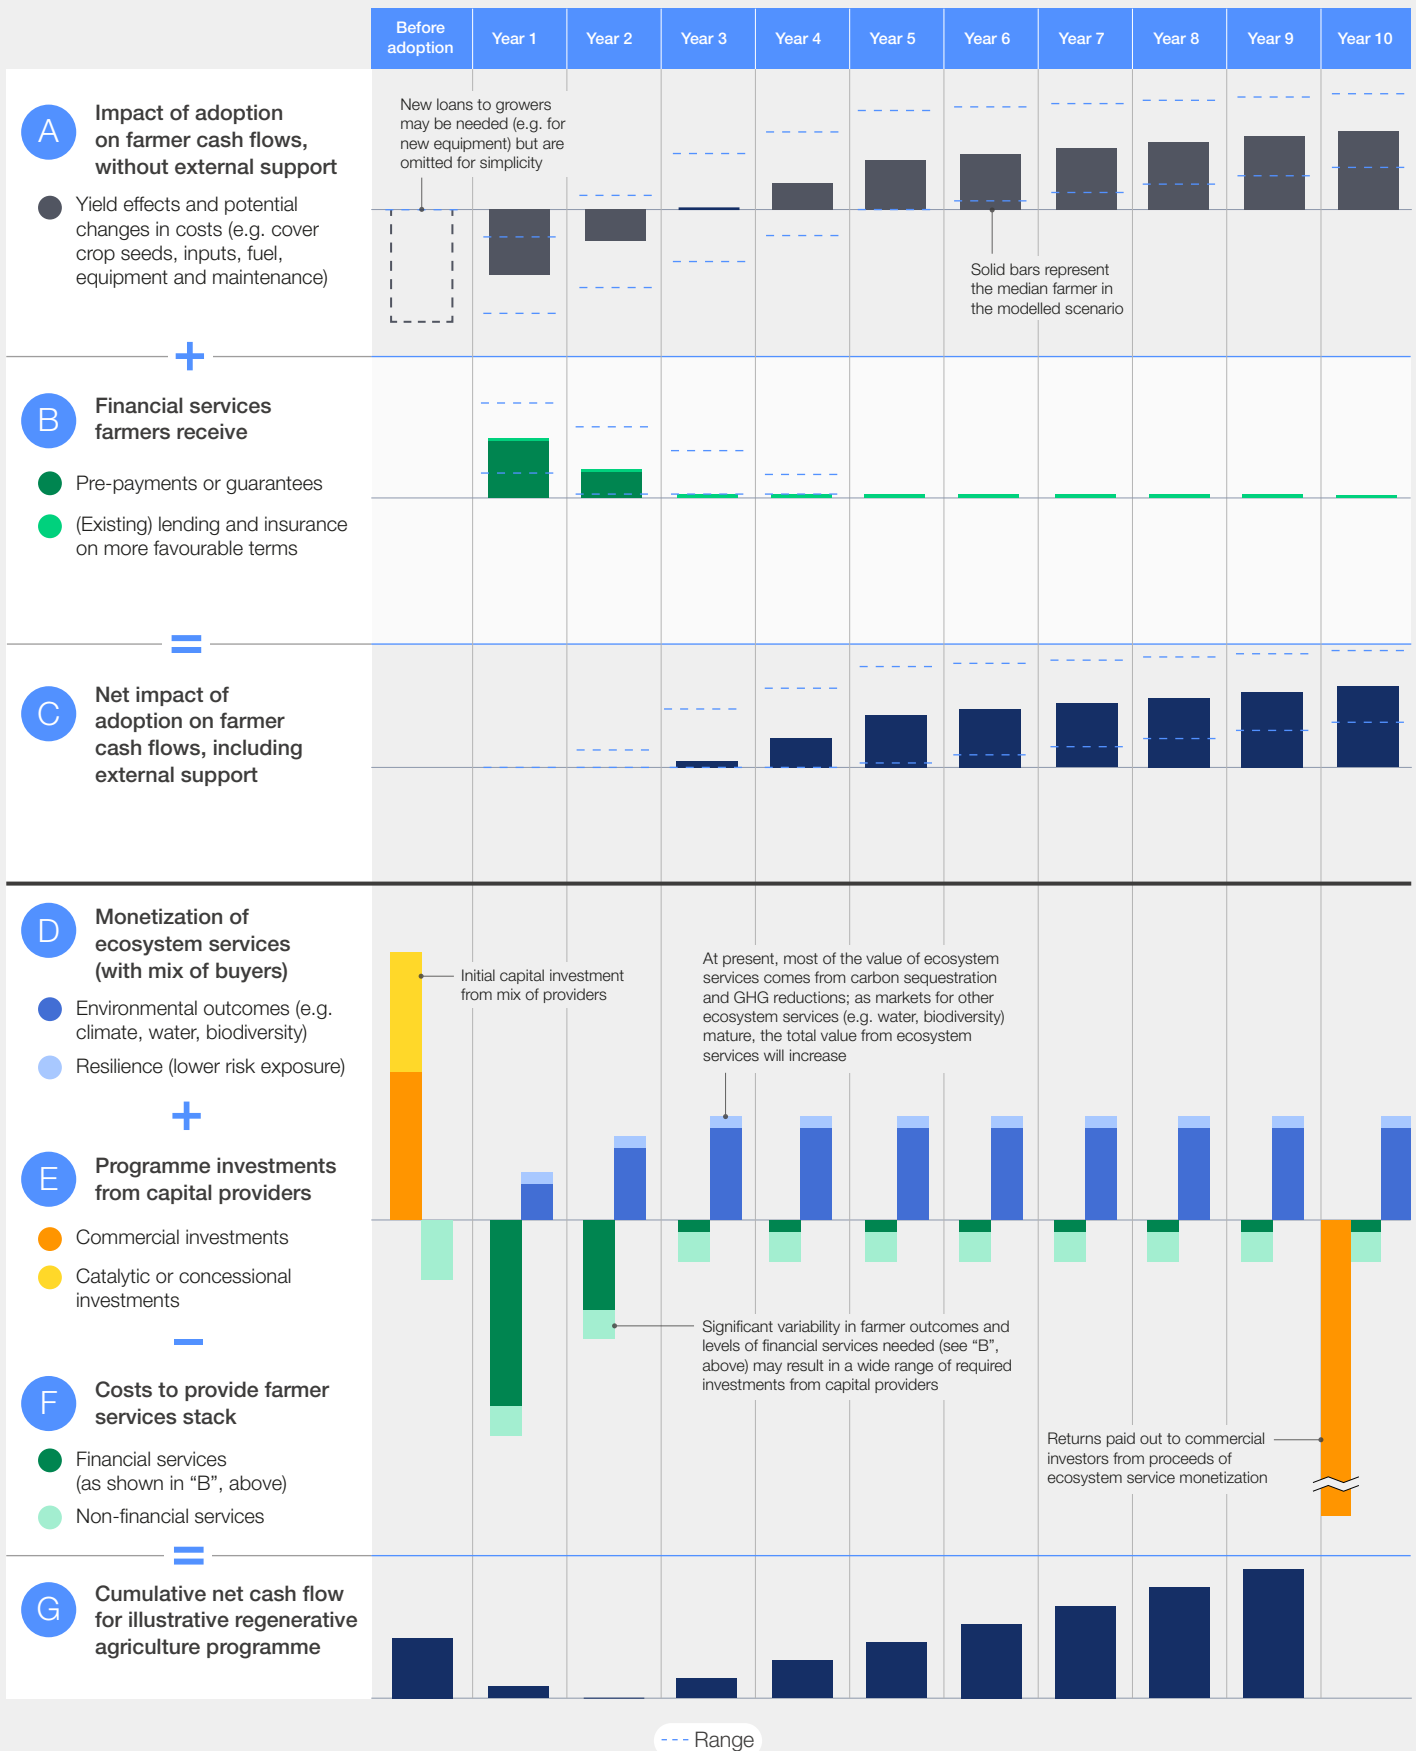 Before
adoption
Year 1
Year 2
Year 3
Year 4
Year 5
Year 6
Year 7
Year 8
Year 9
Year 10
A
Impact of adoption
on farmer cash flows,
without external support
Yield effects and potential
changes in costs (e.g. cover
crop seeds, inputs, fuel,
equipment and maintenance)
New loans to growers
may be needed (e.g. for
new equipment) but are
omitted for simplicity
Solid bars represent
the median farmer in
the modelled scenario
+
B
Financial services
farmers receive
Pre-payments or guarantees
(Existing) lending and insurance
on more favourable terms
=
C
Net impact of
adoption on farmer
cash flows, including
external support
D
Monetization of
ecosystem services
(with mix of buyers)
Environmental outcomes (e.g.
climate, water, biodiversity)
Resilience (lower risk exposure)
Initial capital investment
from mix of providers
At present, most of the value of ecosystem
services comes from carbon sequestration
and GHG reductions; as markets for other
ecosystem services (e.g. water, biodiversity)
mature, the total value from ecosystem
services will increase
+
E
Programme investments
from capital providers
Commercial investments
Catalytic or concessional
investments
Significant variability in farmer outcomes and
levels of financial services needed (see “B”,
above) may result in a wide range of required
investments from capital providers
–
F
Costs to provide farmer
services stack
Financial services
(as shown in “B”, above)
Non-financial services
Returns paid out to commercial
investors from proceeds of
ecosystem service monetization
=
G
Cumulative net cash flow
for illustrative regenerative
agriculture programme
Range